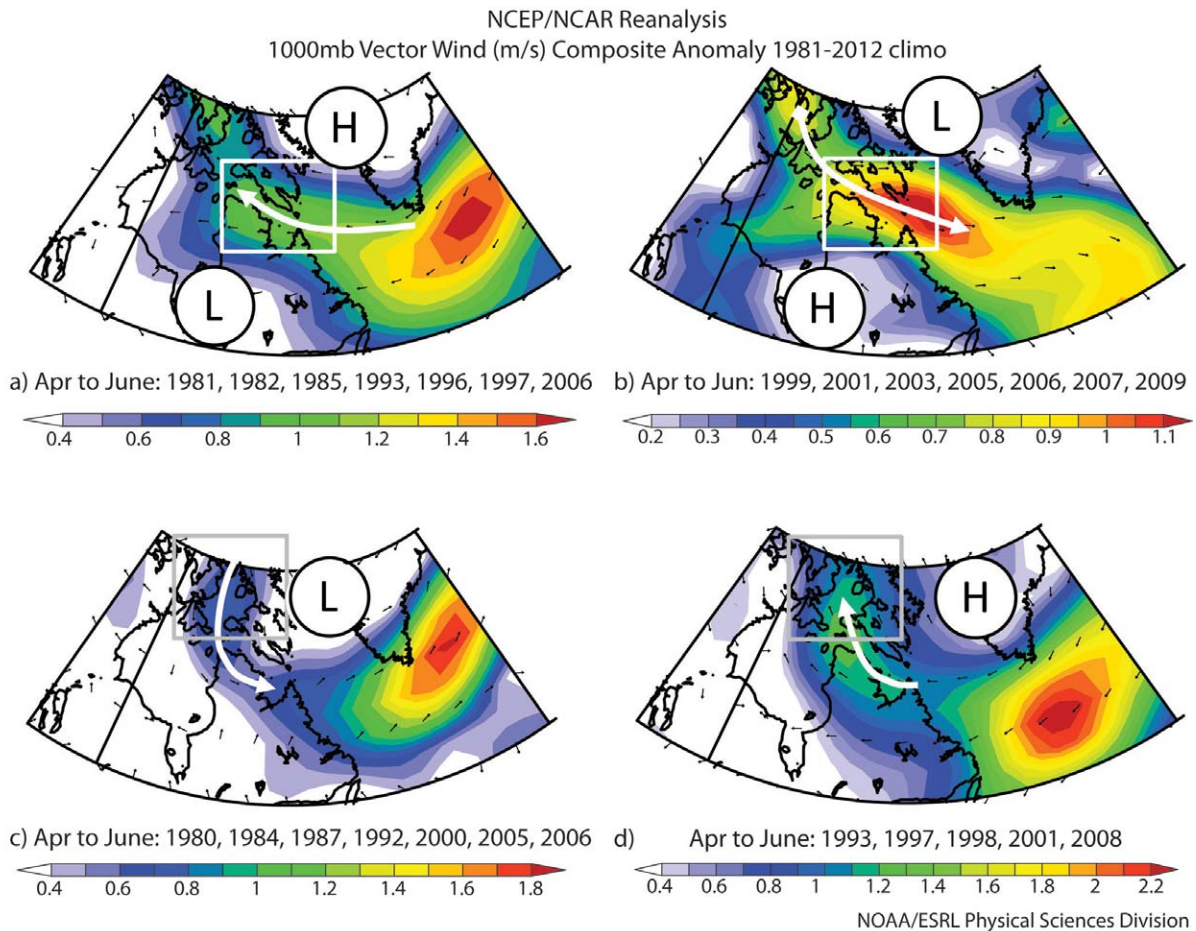 NCEP/NCAR Reanalysis
1000mb Vector Wind (m/s) Composite Anomaly 1981-2012 climo
H
L
L
H
a) Apr to June: 1981, 1982, 1985, 1993, 1996, 1997, 2006
b) Apr to Jun: 1999, 2001, 2003, 2005, 2006, 2007, 2009
0.4 0.6 0.8 1 1.2 1.4 1.6
0.2 0.3 0.4 0.5 0.6 0.7 0.8 0.9 1 1.1
L
H
c) Apr to June: 1980, 1984, 1987, 1992, 2000, 2005, 2006
d) Apr to June: 1993, 1997, 1998, 2001, 2008
0.4 0.6 0.8 1 1.2 1.4 1.6 1.8
0.4 0.6 0.8 1 1.2 1.4 1.6 1.8 2 2.2
NOAA/ESRL Physical Sciences Division